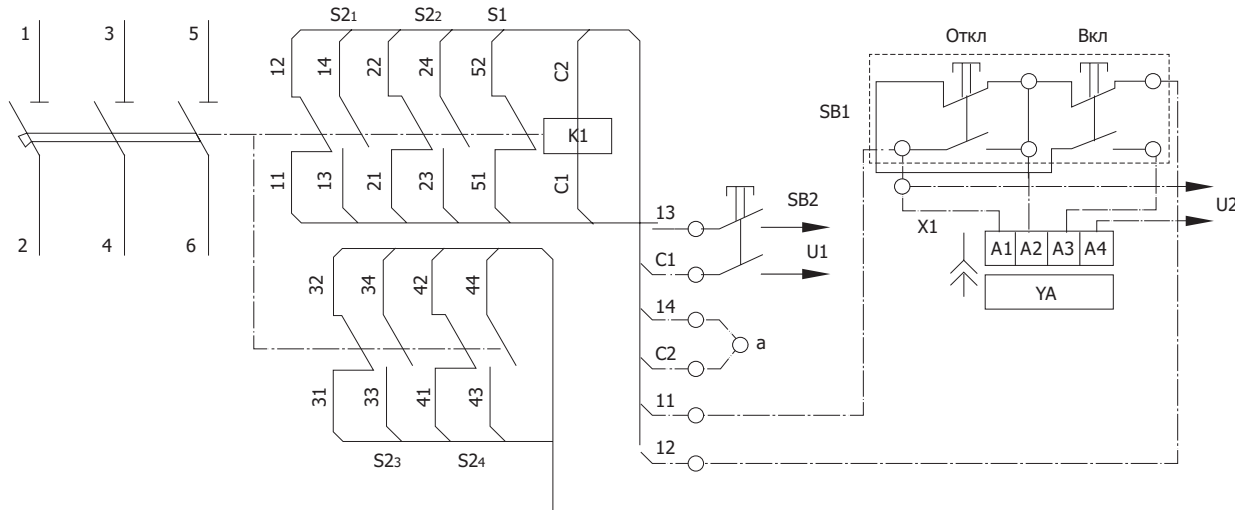 1 3 5
S21 S22 S1
12 14 22 24 52 C2
K1
11 13 21 23 51 C1
2 4 6
Откл Вкл
SB1
13 SB2
C1 U1
14
C2 a
11
12
U2
X1
A1 A2 A3 A4
YA
32 34 42 44
31 33 41 43
S23 S24